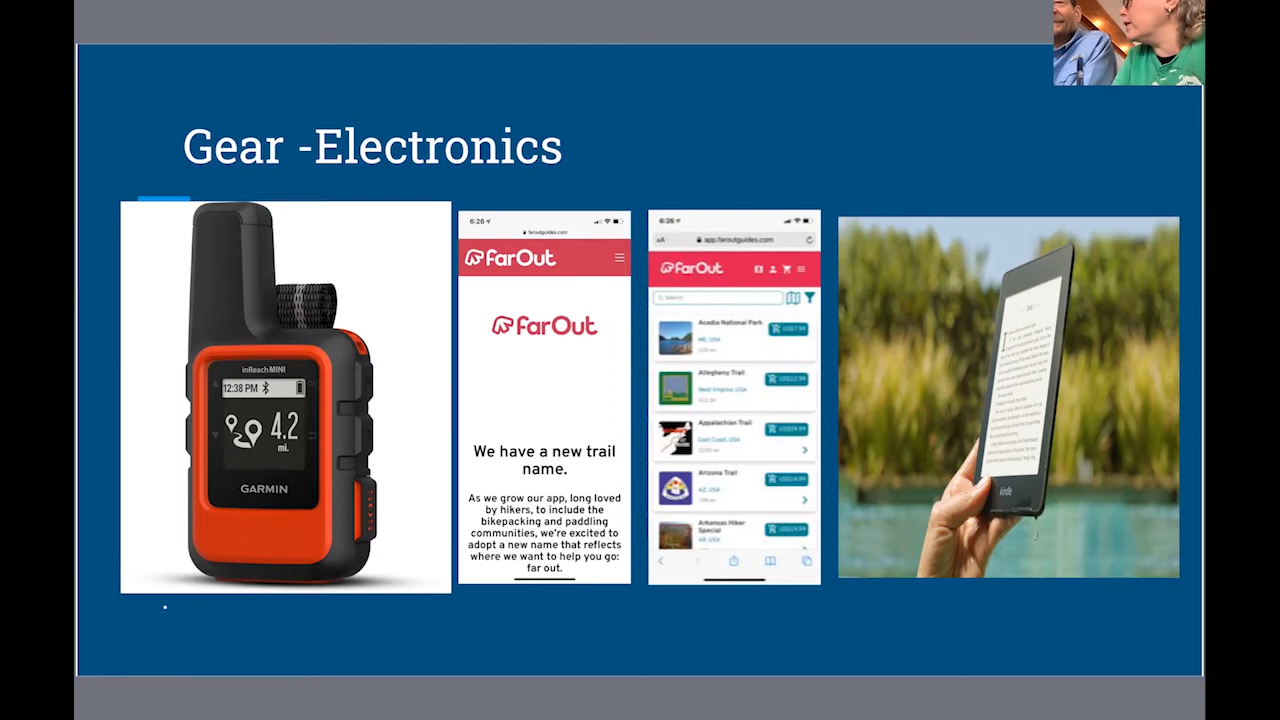 Gear -Electronics
inReach MINI
12:38 PM
4.2
mi.
GARMIN
6:26
faroutguides.com
farOut
farOut
We have a new trail
name.
As we grow our app, long loved
by hikers, to include the
bikepacking and paddling
communities, we're excited to
adopt a new name that reflects
where we want to help you go:
far out.
6:26
AA app.faroutguides.com
farOut
Search
Acadia National Park
ME, USA
Allegheny Trail
West Virginia, USA
Appalachian Trail
East Coast, USA
Arizona Trail
AZ, USA
Arkansas Hiker
Special
AR, USA
kindle